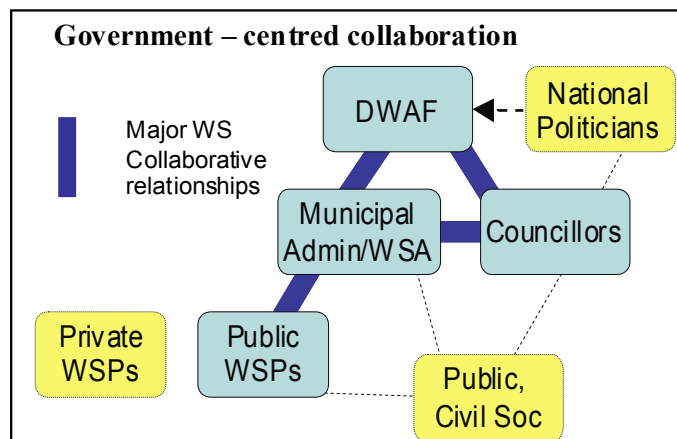 Government – centred collaboration
Major WS
Collaborative
relationships
DWAF
National
Politicians
Municipal
Admin/WSA
Councillors
Private
WSPs
Public
WSPs
Public,
Civil Soc